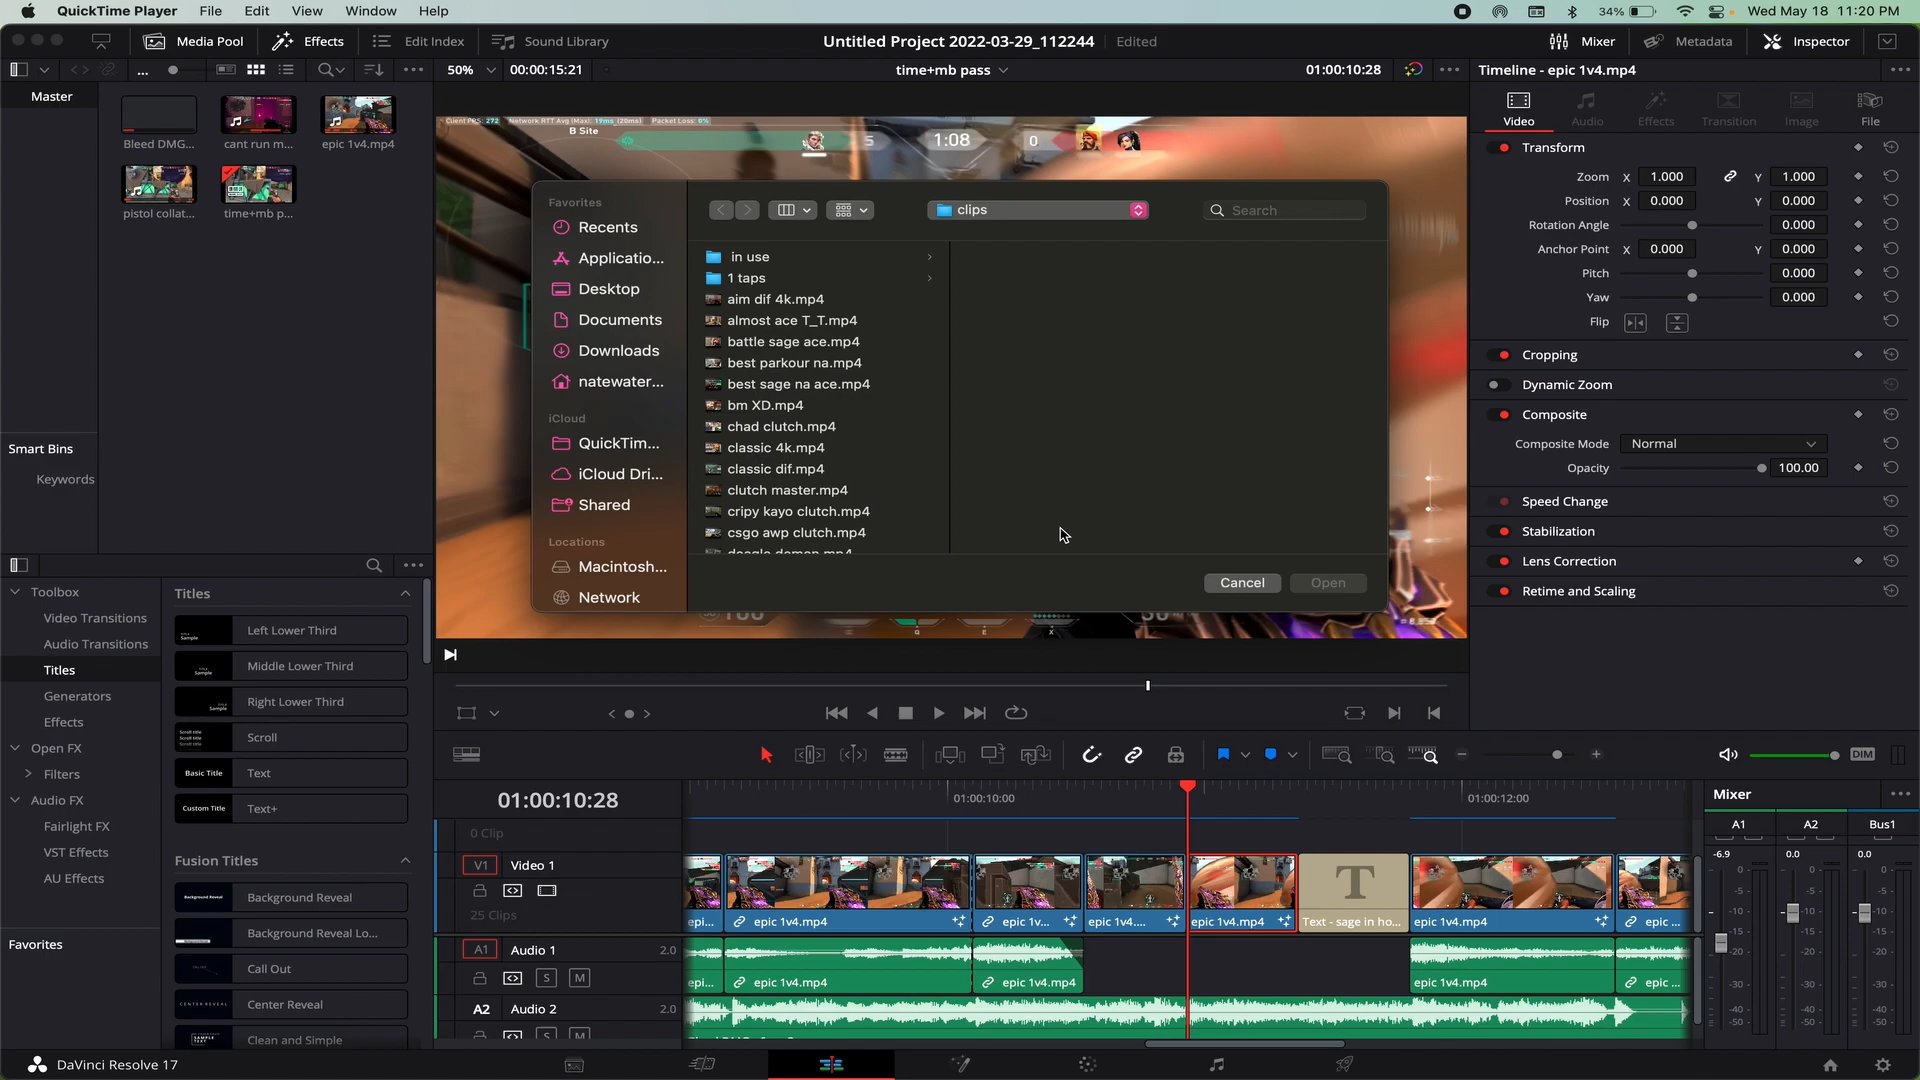 QuickTime Player File Edit View Window Help
34% Wed May 18 11:20 PM
Media Pool Effects Edit Index Sound Library
Untitled Project 2022-03-29_112244 Edited
Mixer Metadata Inspector
50% 00:00:15:21
time+mb pass
01:00:10:28
Timeline - epic 1v4.mp4
Master
Bleed DMG...
cant run m...
epic 1v4.mp4
pistol collat...
time+mb p...
Smart Bins
Keywords
B Site
5 1:08 0
Favorites
Recents
Applicatio...
Desktop
Documents
Downloads
natewater...
iCloud
QuickTim...
iCloud Dri...
Shared
Locations
Macintosh...
Network
clips
Search
in use
1 taps
aim dif 4k.mp4
almost ace T_T.mp4
battle sage ace.mp4
best parkour na.mp4
best sage na ace.mp4
bm XD.mp4
chad clutch.mp4
classic 4k.mp4
classic dif.mp4
clutch master.mp4
cripy kayo clutch.mp4
csgo awp clutch.mp4
Cancel Open
Video Audio Effects Transition Image File
Transform
Zoom X 1.000 Y 1.000
Position X 0.000 Y 0.000
Rotation Angle 0.000
Anchor Point X 0.000 Y 0.000
Pitch 0.000
Yaw 0.000
Flip
Cropping
Dynamic Zoom
Composite
Composite Mode Normal
Opacity 100.00
Speed Change
Stabilization
Lens Correction
Retime and Scaling
Toolbox
Video Transitions
Audio Transitions
Titles
Generators
Effects
Open FX
Filters
Audio FX
Fairlight FX
VST Effects
AU Effects
Favorites
Titles
Left Lower Third
Middle Lower Third
Right Lower Third
Scroll
Basic Title Text
Custom Title Text+
Fusion Titles
Background Reveal
Background Reveal Lo...
Call Out
Center Reveal
Clean and Simple
DIM
01:00:10:28
01:00:10:00 01:00:12:00
0 Clip
V1 Video 1
25 Clips
epi... epic 1v4.mp4 epic 1v... epic 1v4.... epic 1v4.mp4 Text - sage in ho... epic 1v4.mp4 epic ...
A1 Audio 1 2.0
S M
epi... epic 1v4.mp4 epic 1v4.mp4 epic 1v4.mp4 epic ...
A2 Audio 2 2.0
S M
Mixer
A1 A2 Bus1
-6.9 0.0 0.0
DaVinci Resolve 17